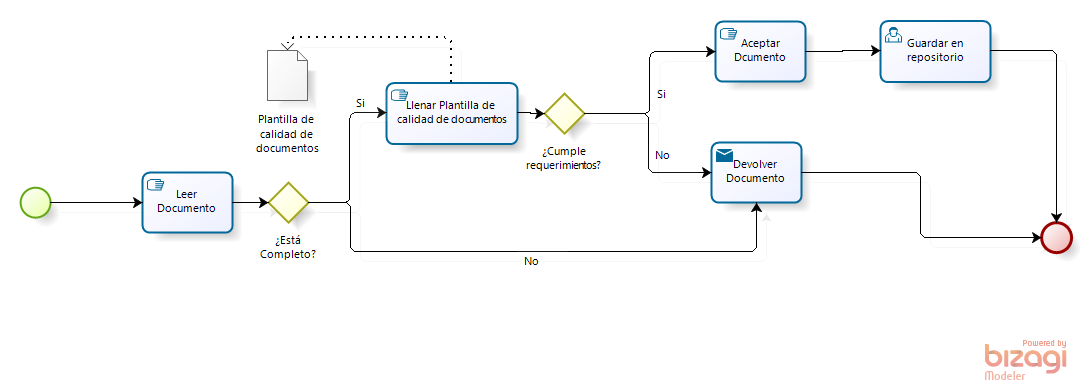 Aceptar
Dcumento
Guardar en
repositorio
Si
Llenar Plantilla de
calidad de documentos
Si
Plantilla de
calidad de
documentos
¿Cumple
requerimientos?
No
Devolver
Documento
Leer
Documento
¿Está
Completo?
No
Powered by
bizagi
Modeler